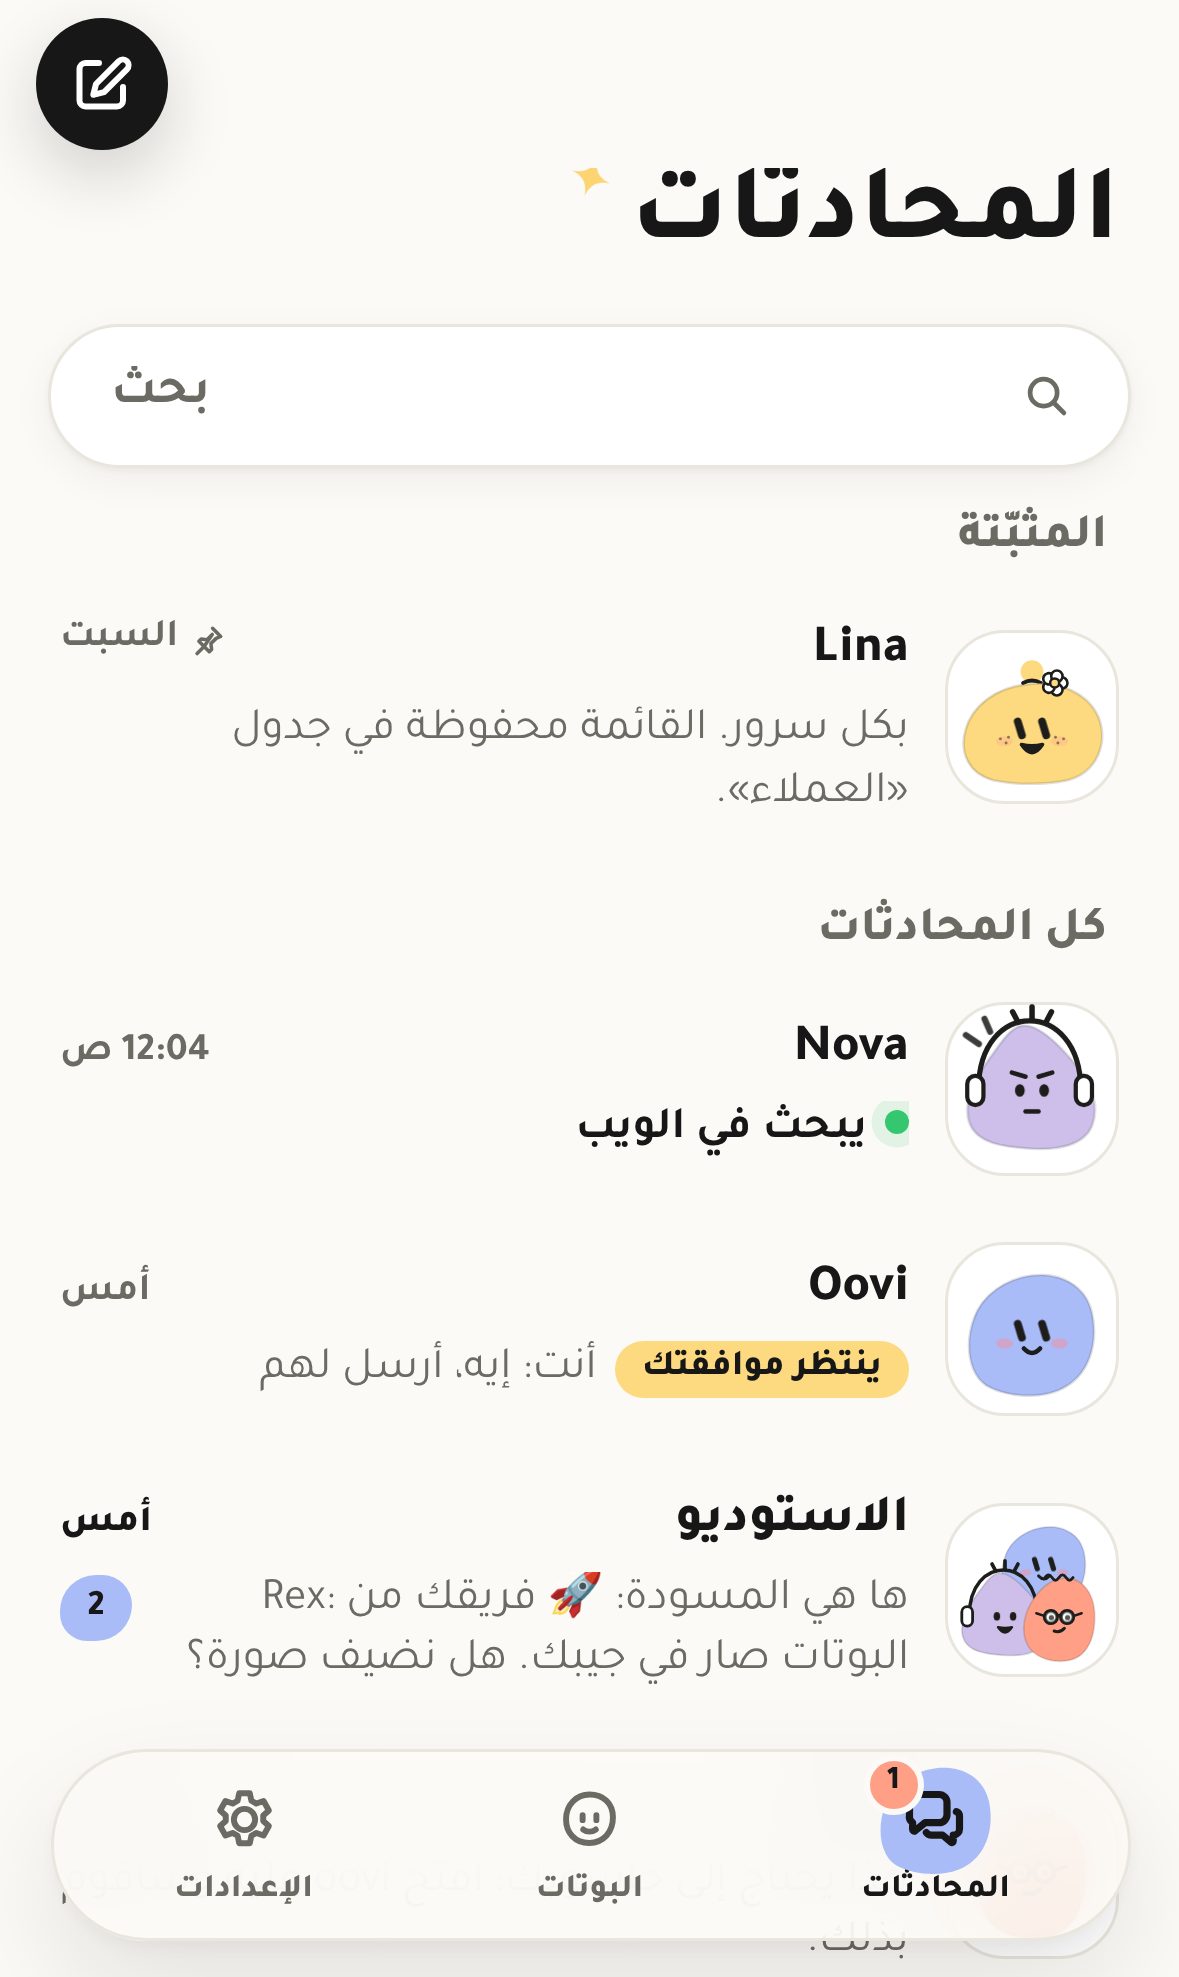 المحادثات
بحث
المثبّتة
Lina
السبت
بكل سرور. القائمة محفوظة في جدول
«العملاء».
كل المحادثات
Nova
12:04 ص
يبحث في الويب
Oovi
أمس
ينتظر موافقتك أنت: إيه، أرسل لهم
الاستوديو
أمس
Rex: ها هي المسودة: 🚀 فريقك من
البوتات صار في جيبك. هل نضيف صورة؟
2
بذلك.
1
المحادثات
البوتات
الإعدادات